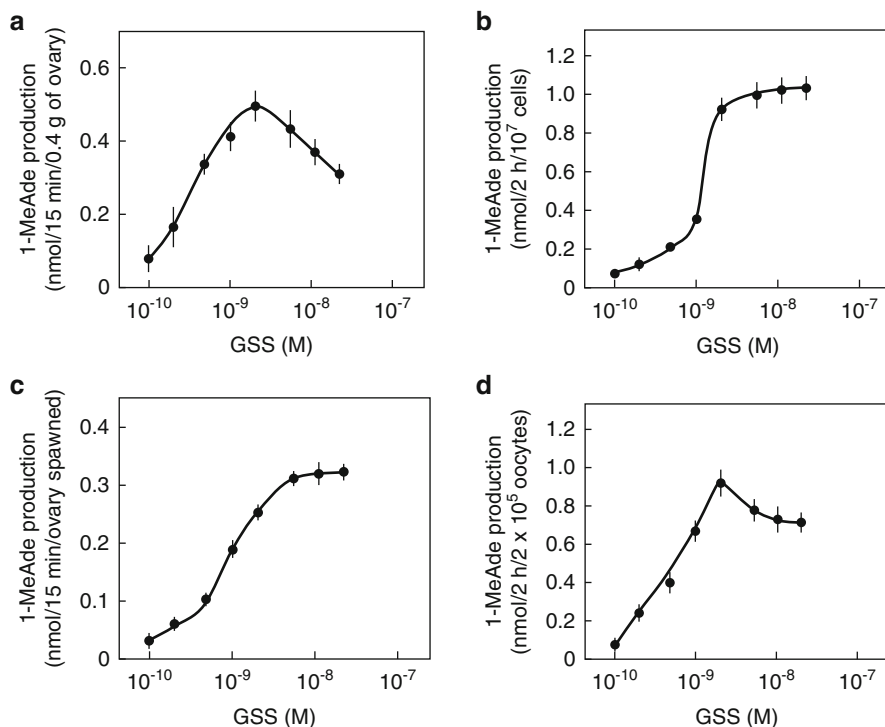 a
1-MeAde production
(nmol/15 min/0.4 g of ovary)
0.6
0.4
0.2
0
10⁻¹⁰ 10⁻⁹ 10⁻⁸ 10⁻⁷
GSS (M)
b
1-MeAde production
(nmol/2 h/10⁷ cells)
1.2
1.0
0.8
0.6
0.4
0.2
0
10⁻¹⁰ 10⁻⁹ 10⁻⁸ 10⁻⁷
GSS (M)
c
1-MeAde production
(nmol/15 min/ovary spawned)
0.4
0.3
0.2
0.1
0
10⁻¹⁰ 10⁻⁹ 10⁻⁸ 10⁻⁷
GSS (M)
d
1-MeAde production
(nmol/2 h/2 x 10⁵ oocytes)
1.2
1.0
0.8
0.6
0.4
0.2
0
10⁻¹⁰ 10⁻⁹ 10⁻⁸ 10⁻⁷
GSS (M)